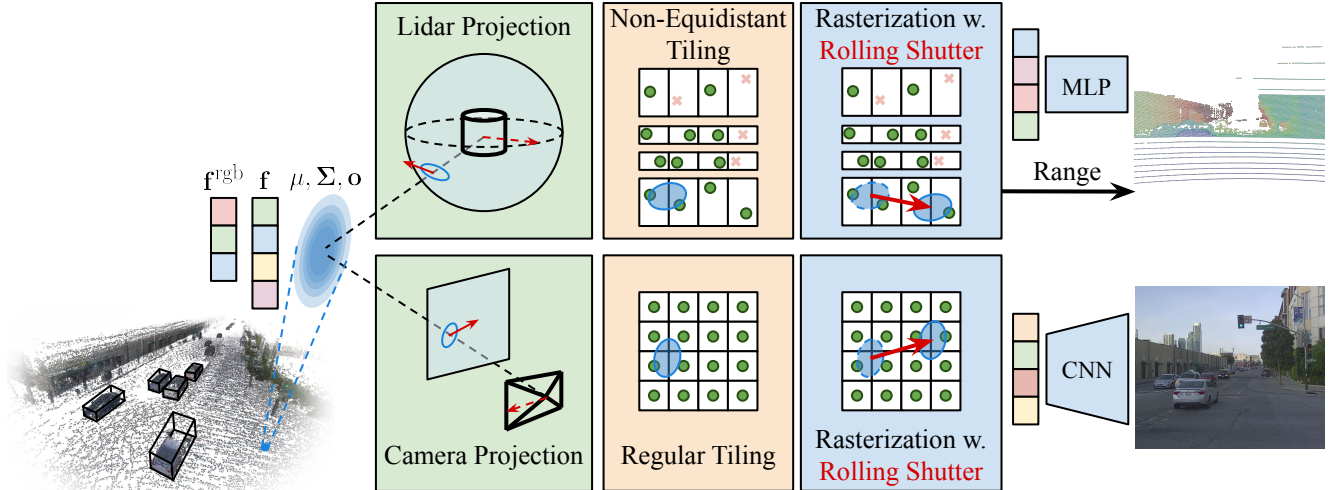 Lidar Projection
Non-Equidistant
Tiling
Rasterization w.
Rolling Shutter
MLP
Range
f^rgb f μ, Σ, o
Camera Projection
Regular Tiling
Rasterization w.
Rolling Shutter
CNN